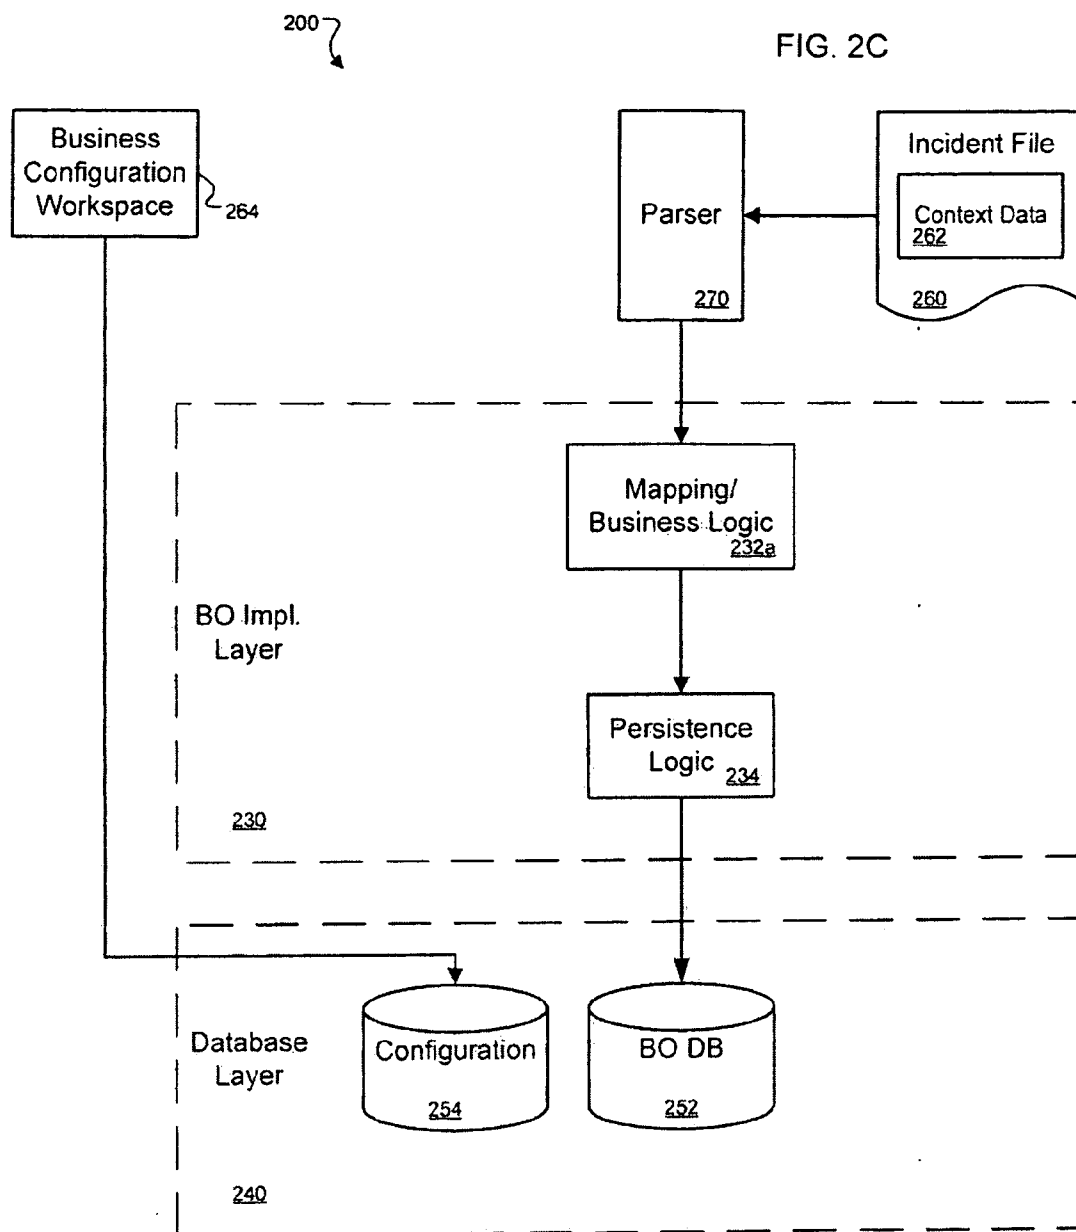 200
FIG. 2C
Business
Configuration
Workspace
264
Parser
270
Incident File
Context Data
262
260
Mapping/
Business Logic
232a
BO Impl.
Layer
Persistence
Logic
234
230
Database
Layer
Configuration
254
BO DB
252
240